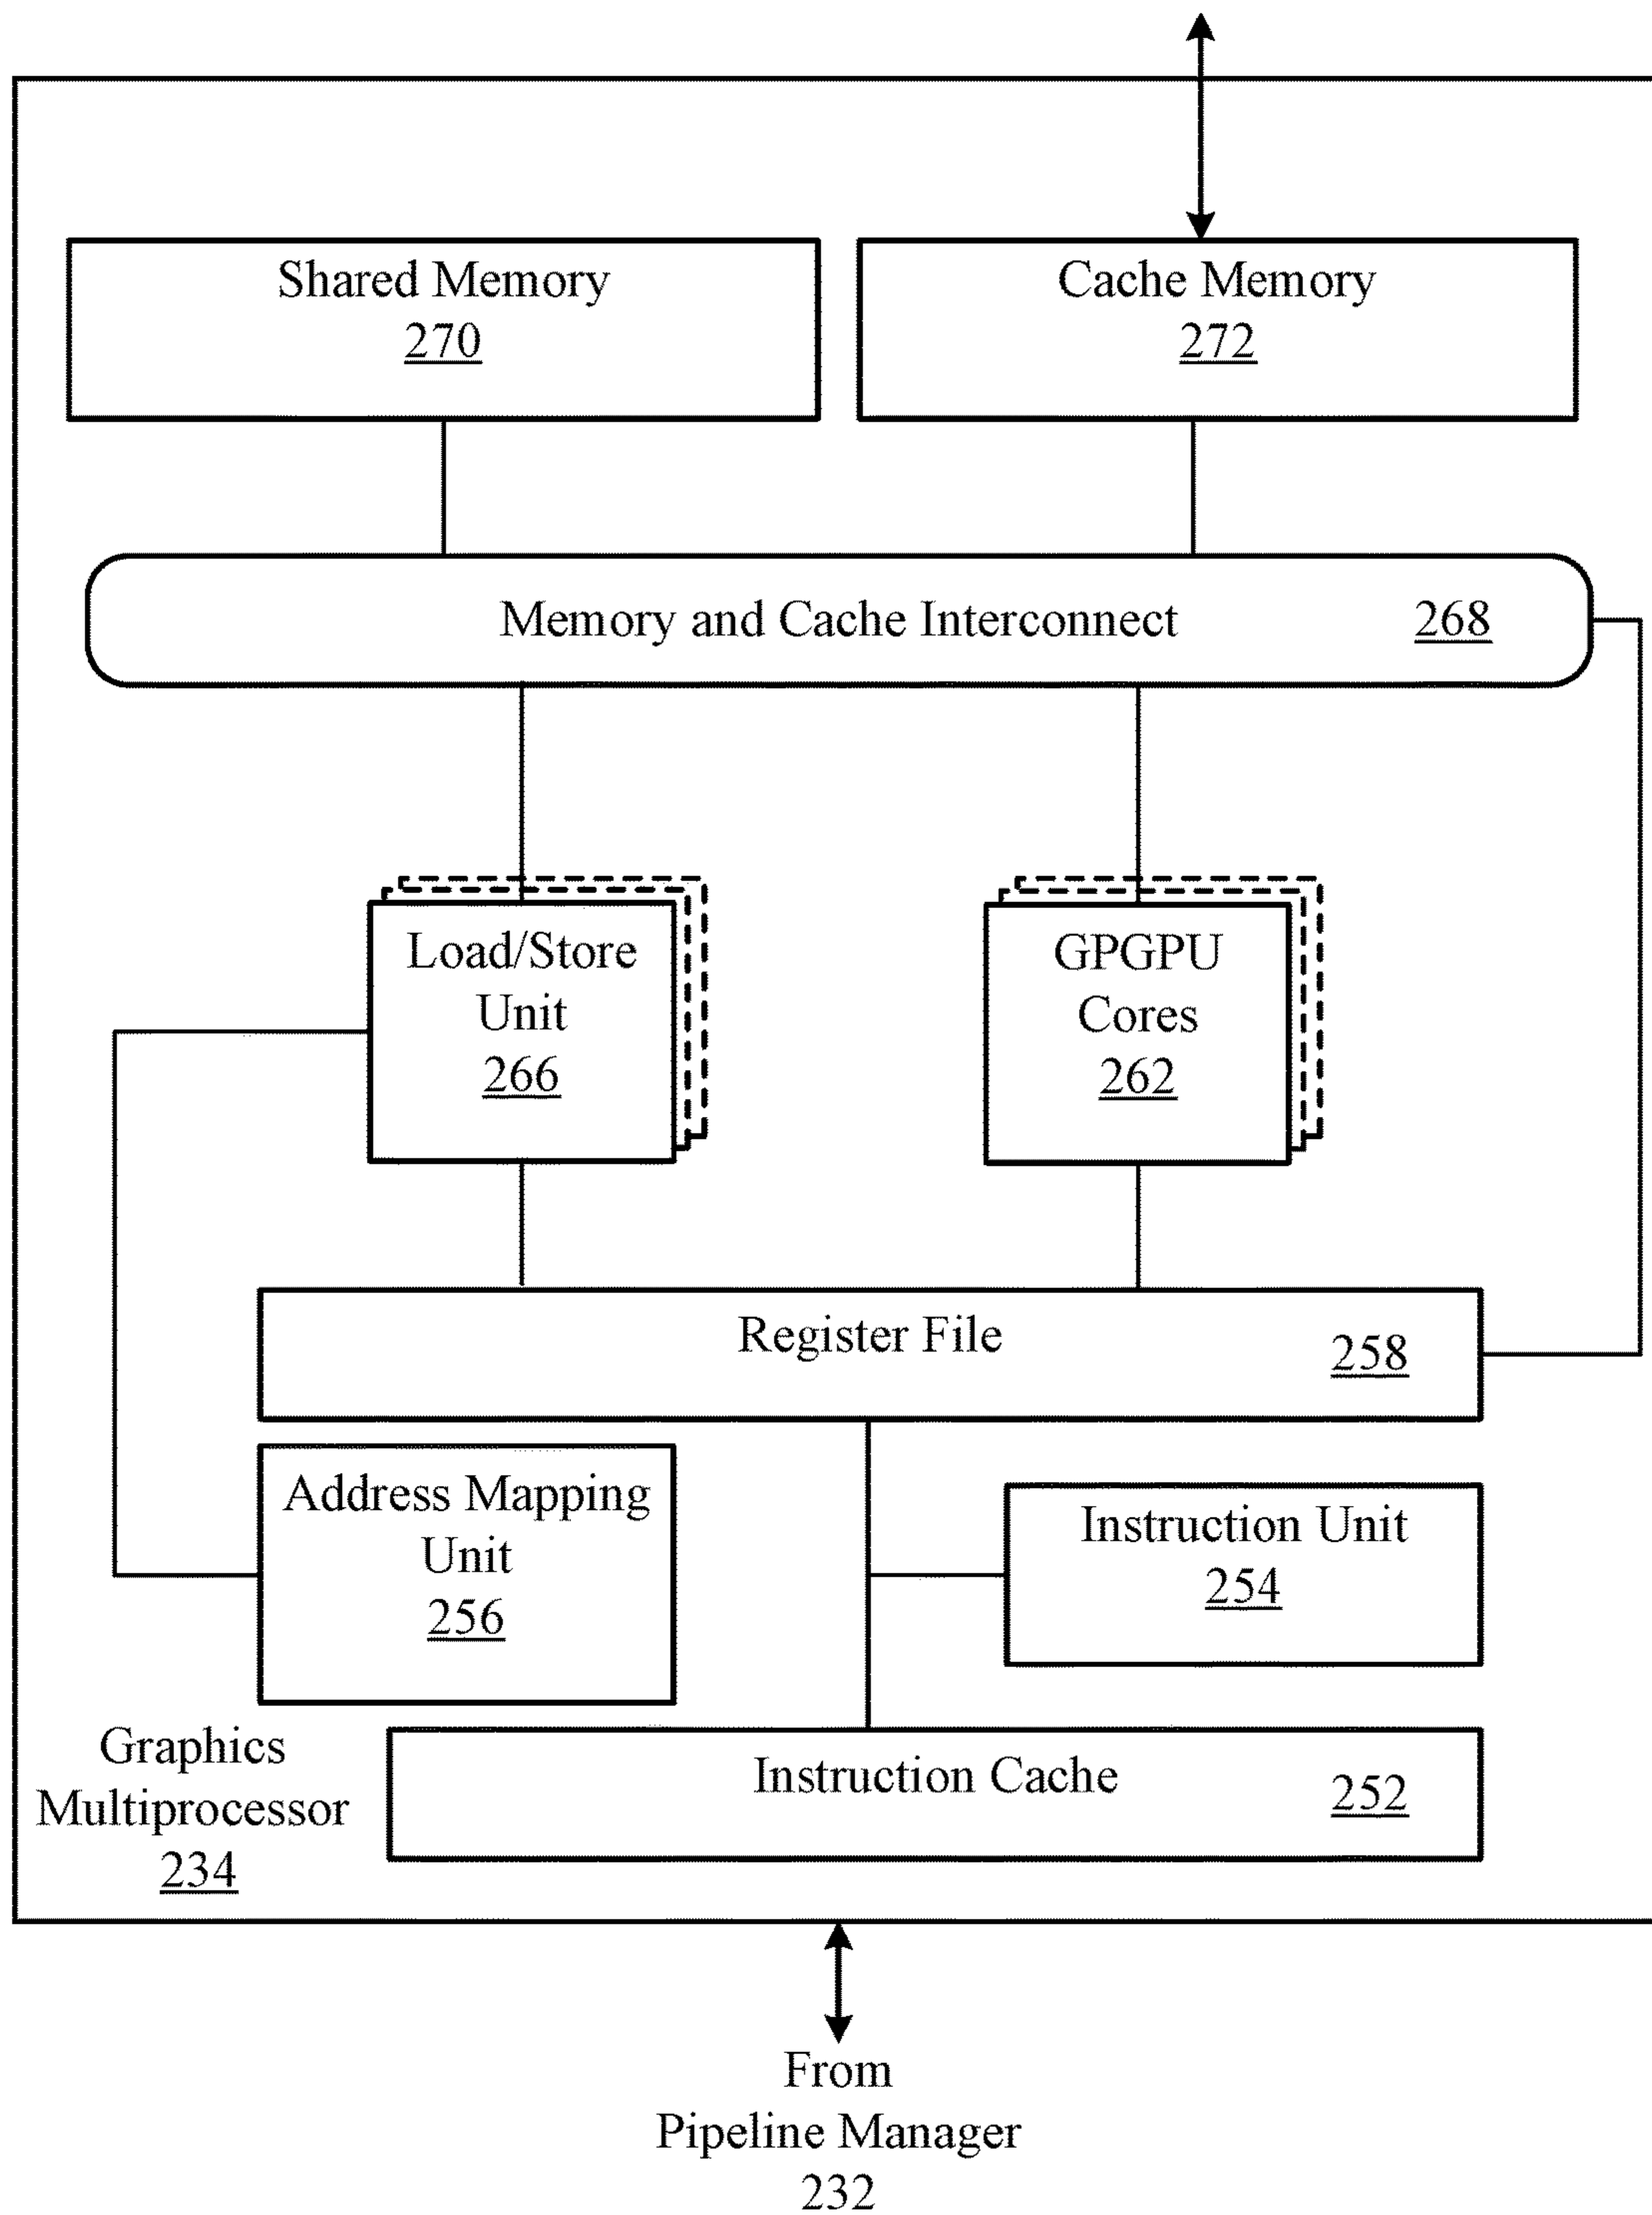 Shared Memory
270
Cache Memory
272
Memory and Cache Interconnect 268
Load/Store
Unit
266
GPGPU
Cores
262
Register File 258
Address Mapping
Unit
256
Instruction Unit
254
Graphics
Multiprocessor
234
Instruction Cache 252
From
Pipeline Manager
232